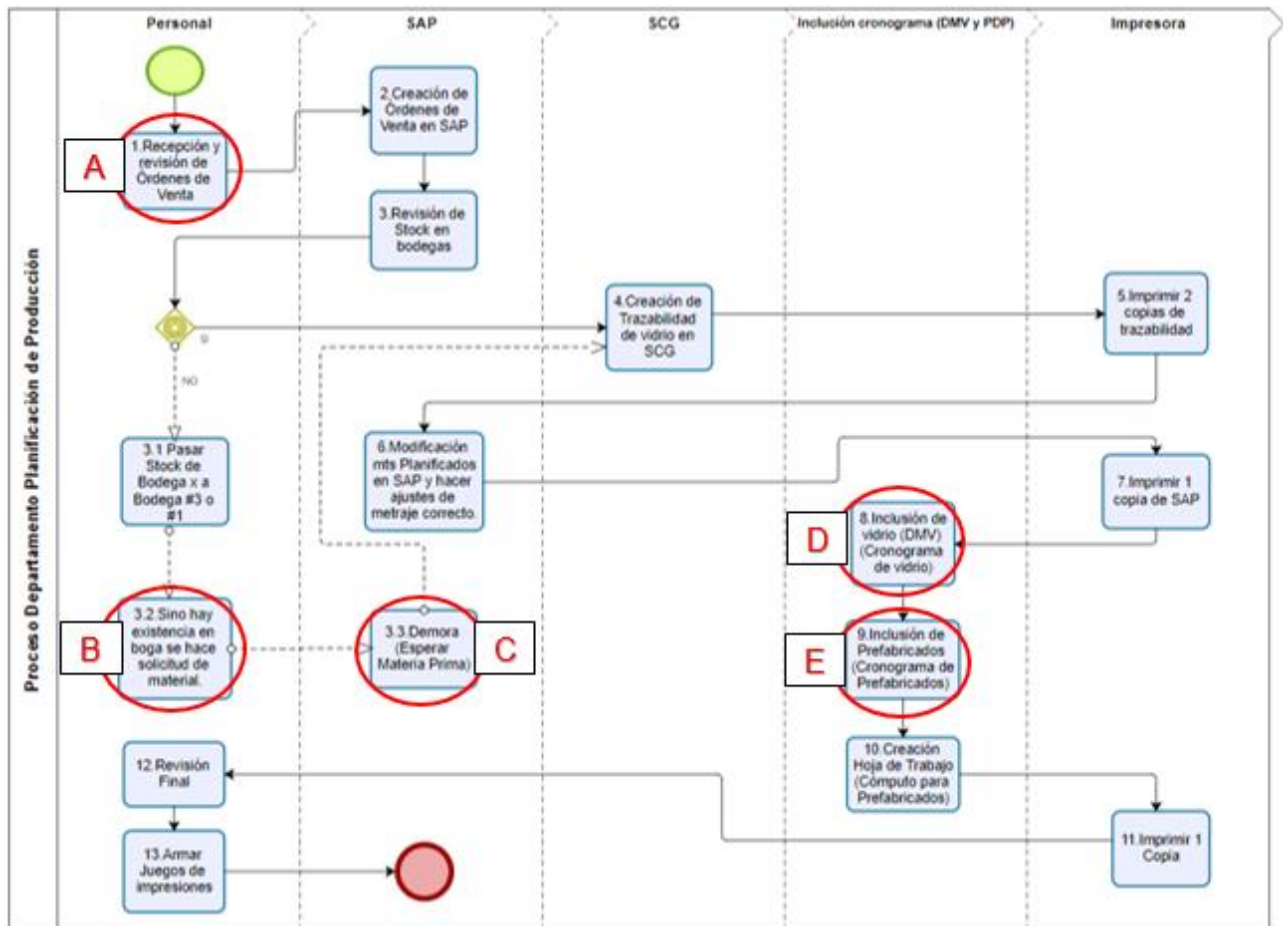 Personal
SAP
SCG
Inclusión cronograma (DMV y PDP)
Impresora
Proceso Departamento Planificación de Producción
A
1.Recepción y
revisión de
Órdenes de
Venta
2.Creación de
Órdenes de
Venta en SAP
3.Revisión de
Stock en
bodegas
SI
NO
4.Creación de
Trazabilidad
de vidrio en
SCG
5.Imprimir 2
copias de
trazabilidad
3.1 Pasar
Stock de
Bodega x a
Bodega #3 o
#1
6.Modificación
mts Planificados
en SAP y hacer
ajustes de
metraje correcto.
7.Imprimir 1
copia de SAP
D
8.Inclusión de
vidrio (DMV)
(Cronograma
de vidrio)
B
3.2.Sino hay
existencia en
boga se hace
solicitud de
material.
3.3.Demora
(Esperar
Materia Prima)
C
E
9.Inclusión de
Prefabricados
(Cronograma de
Prefabricados)
12.Revisión
Final
10.Creación
Hoja de Trabajo
(Cómputo para
Prefabricados)
13.Armar
Juegos de
impresiones
11.Imprimir 1
Copia